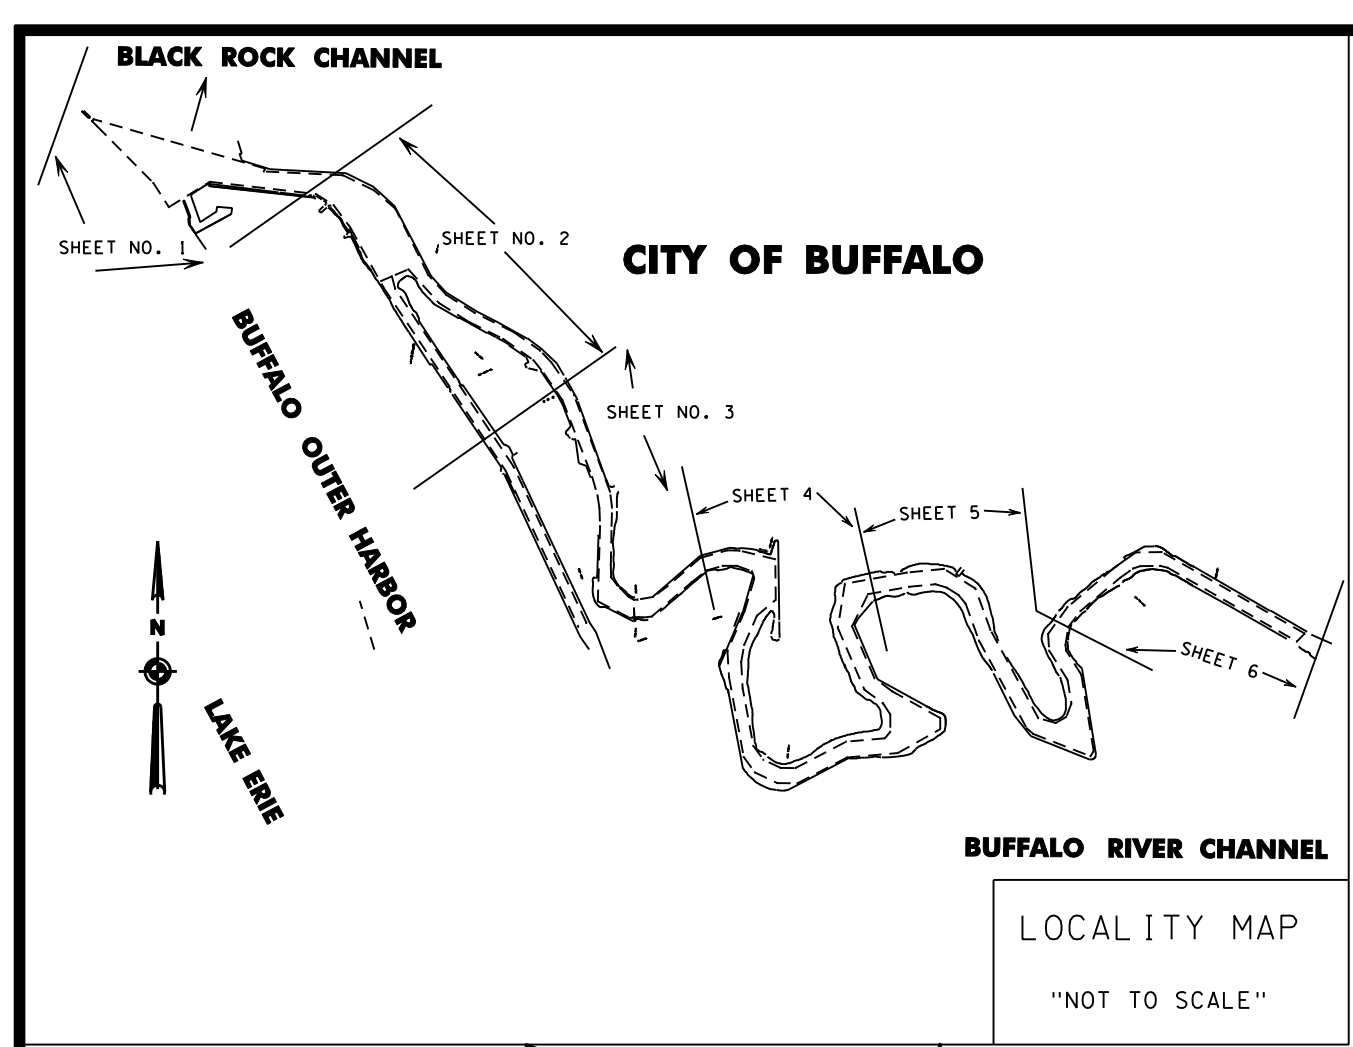 BLACK ROCK CHANNEL
SHEET NO. 1
SHEET NO. 2
CITY OF BUFFALO
BUFFALO OUTER HARBOR
SHEET NO. 3
SHEET 4
SHEET 5
N
SHEET 6
LAKE ERIE
BUFFALO RIVER CHANNEL
LOCALITY MAP
"NOT TO SCALE"